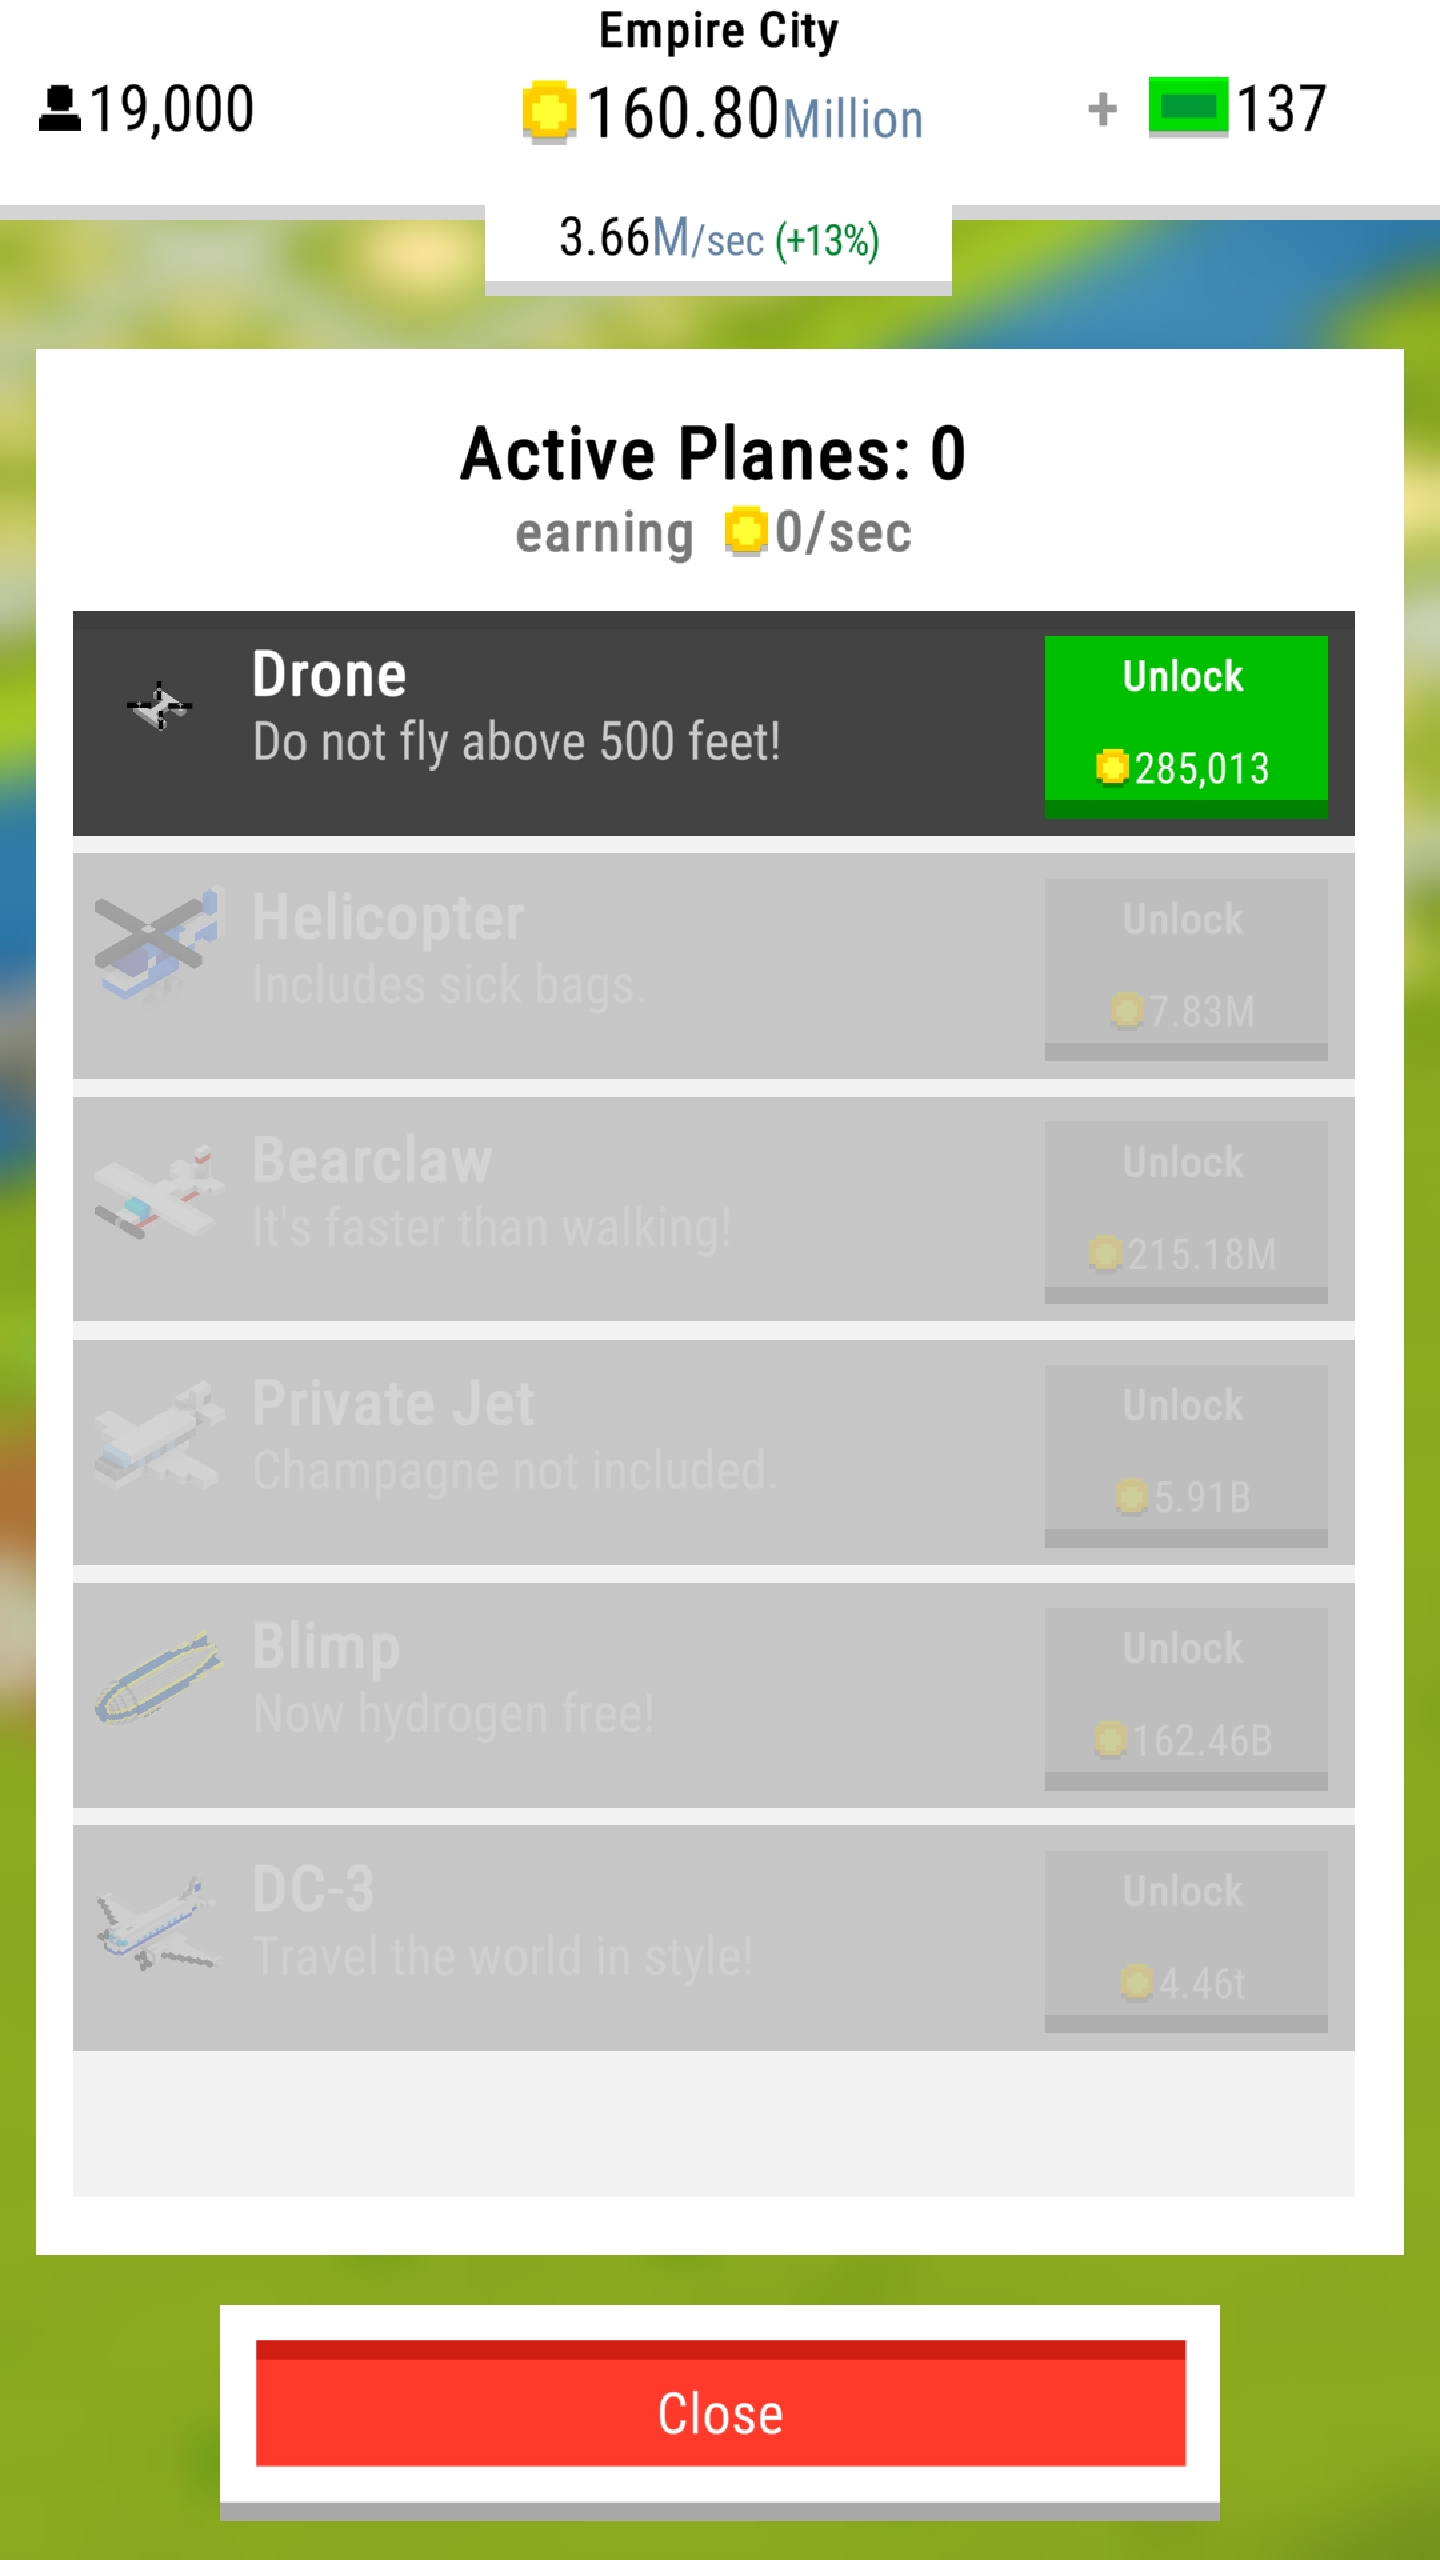 Empire City
19,000
160.80Million
+ 137
3.66M/sec (+13%)
Active Planes: 0
earning 0/sec
Drone
Do not fly above 500 feet!
Unlock
285,013
Helicopter
Includes sick bags.
Unlock
7.83M
Bearclaw
It's faster than walking!
Unlock
215.18M
Private Jet
Champagne not included.
Unlock
5.91B
Blimp
Now hydrogen free!
Unlock
162.46B
DC-3
Travel the world in style!
Unlock
4.46t
Close